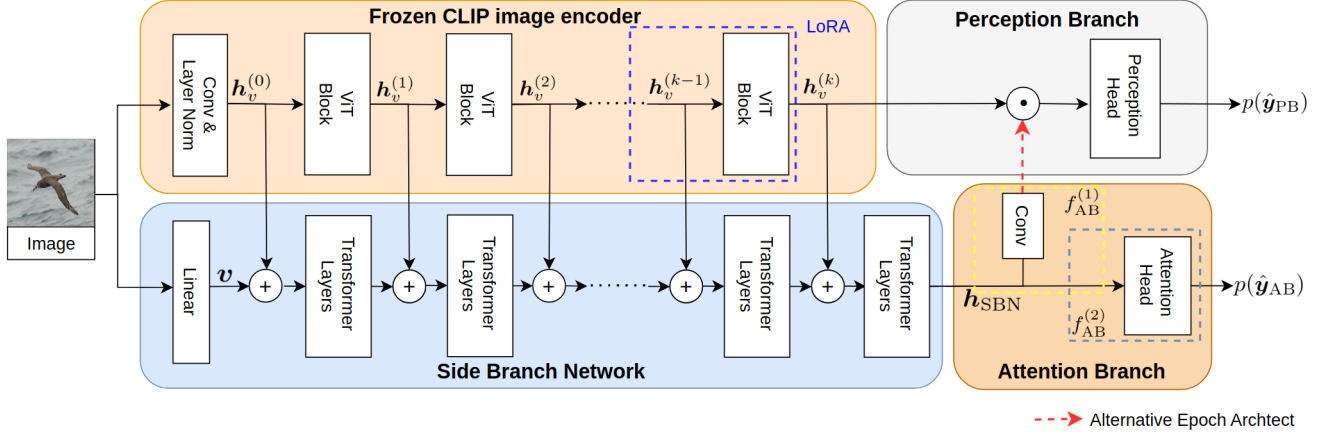 Frozen CLIP image encoder
Perception Branch
LoRA
Conv &
Layer Norm
h_v^{(0)}
ViT
Block
h_v^{(1)}
ViT
Block
h_v^{(2)}
......
h_v^{(k-1)}
ViT
Block
h_v^{(k)}
Perception
Head
p(ŷ_PB)
Image
Linear
v
+
Transformer
Layers
+
Transformer
Layers
+
......
+
Transformer
Layers
+
Transformer
Layers
h_SBN
Conv
f_AB^{(1)}
Attention
Head
f_AB^{(2)}
p(ŷ_AB)
Side Branch Network
Attention Branch
Alternative Epoch Archtect